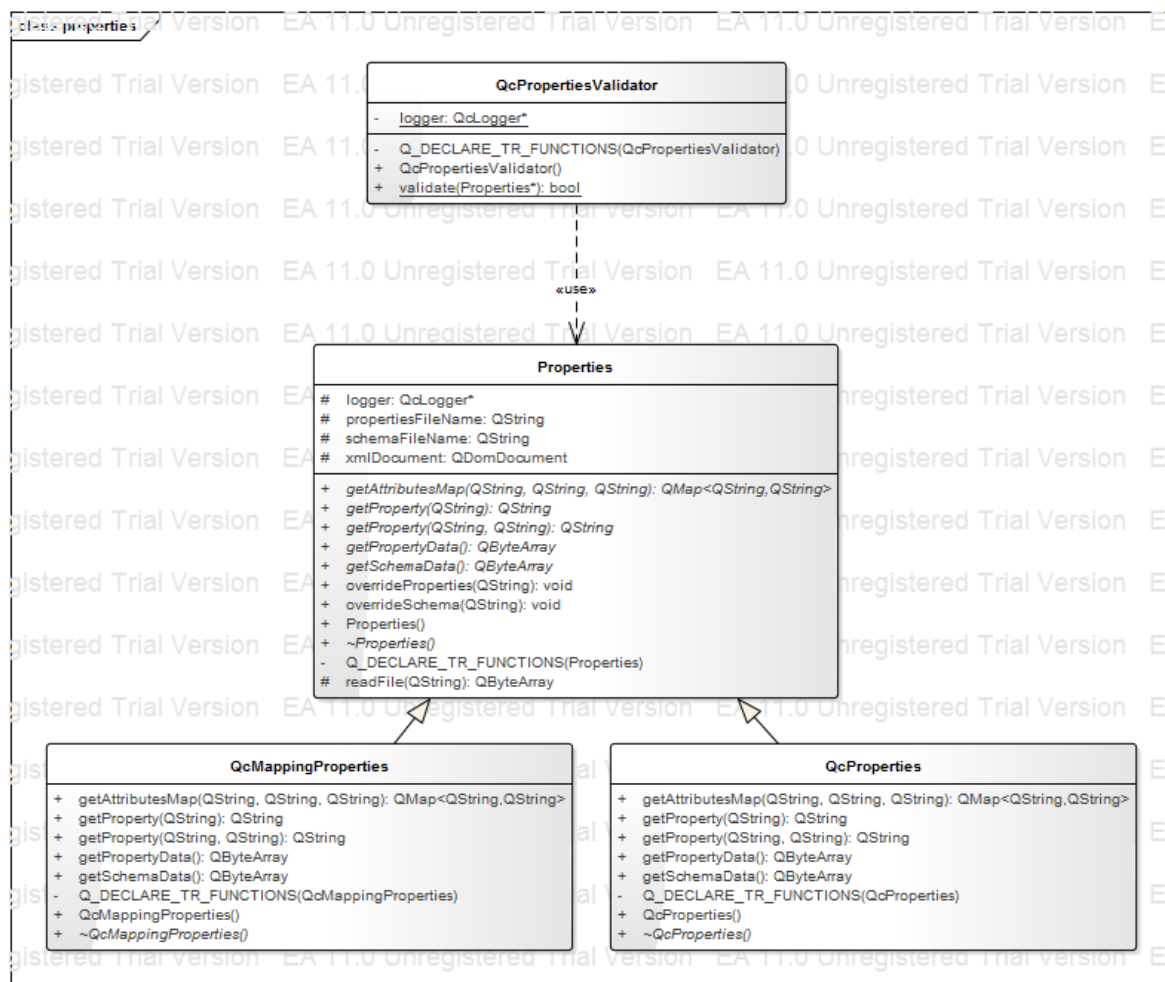 class properties
QcPropertiesValidator
- logger: QcLogger*
- Q_DECLARE_TR_FUNCTIONS(QcPropertiesValidator)
+ QcPropertiesValidator()
+ validate(Properties*): bool
«use»
Properties
# logger: QcLogger*
# propertiesFileName: QString
# schemaFileName: QString
# xmlDocument: QDomDocument
+ getAttributesMap(QString, QString, QString): QMap<QString,QString>
+ getProperty(QString): QString
+ getProperty(QString, QString): QString
+ getPropertyData(): QByteArray
+ getSchemaData(): QByteArray
+ overrideProperties(QString): void
+ overrideSchema(QString): void
+ Properties()
+ ~Properties()
- Q_DECLARE_TR_FUNCTIONS(Properties)
# readFile(QString): QByteArray
QcMappingProperties
+ getAttributesMap(QString, QString, QString): QMap<QString,QString>
+ getProperty(QString): QString
+ getProperty(QString, QString): QString
+ getPropertyData(): QByteArray
+ getSchemaData(): QByteArray
- Q_DECLARE_TR_FUNCTIONS(QcMappingProperties)
+ QcMappingProperties()
+ ~QcMappingProperties()
QcProperties
+ getAttributesMap(QString, QString, QString): QMap<QString,QString>
+ getProperty(QString): QString
+ getProperty(QString, QString): QString
+ getPropertyData(): QByteArray
+ getSchemaData(): QByteArray
- Q_DECLARE_TR_FUNCTIONS(QcProperties)
+ QcProperties()
+ ~QcProperties()
EA 11.0 Unregistered Trial Version